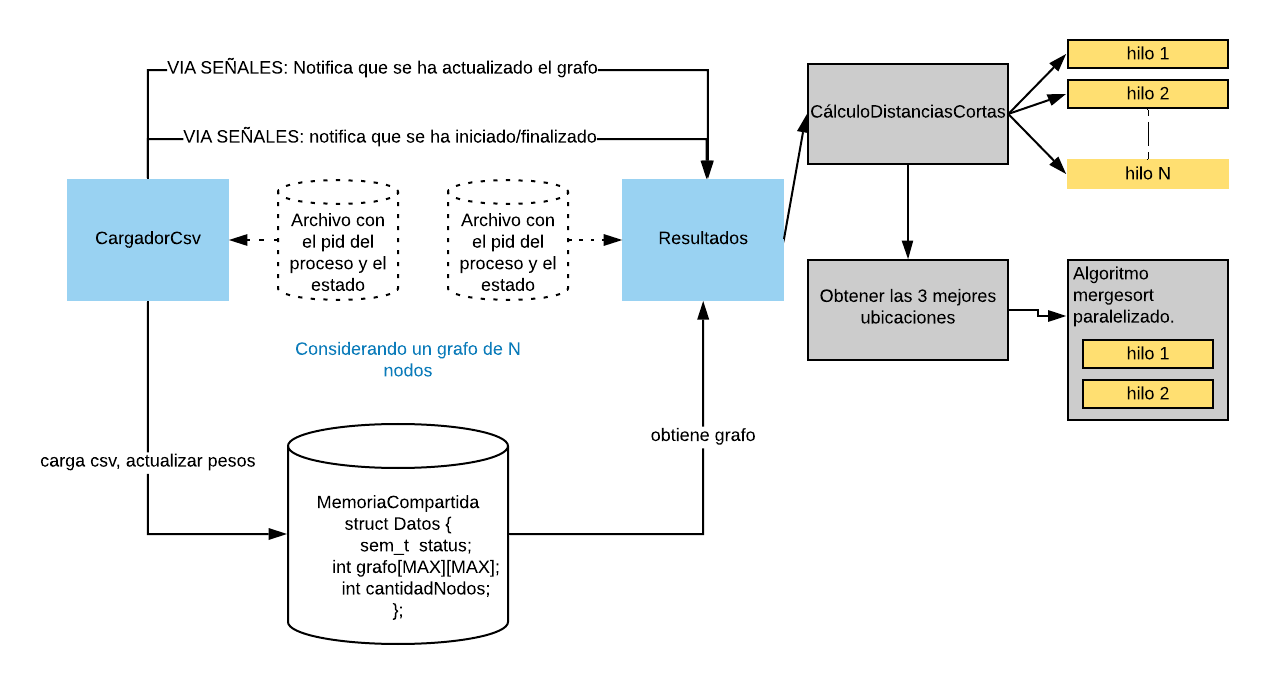 VIA SEÑALES: Notifica que se ha actualizado el grafo
VIA SEÑALES: notifica que se ha iniciado/finalizado
CargadorCsv
Archivo con
el pid del
proceso y el
estado
Archivo con
el pid del
proceso y el
estado
Resultados
Considerando un grafo de N
nodos
carga csv, actualizar pesos
obtiene grafo
MemoriaCompartida
struct Datos {
sem_t status;
int grafo[MAX][MAX];
int cantidadNodos;
};
CálculoDistanciasCortas
hilo 1
hilo 2
hilo N
Obtener las 3 mejores
ubicaciones
Algoritmo
mergesort
paralelizado.
hilo 1
hilo 2